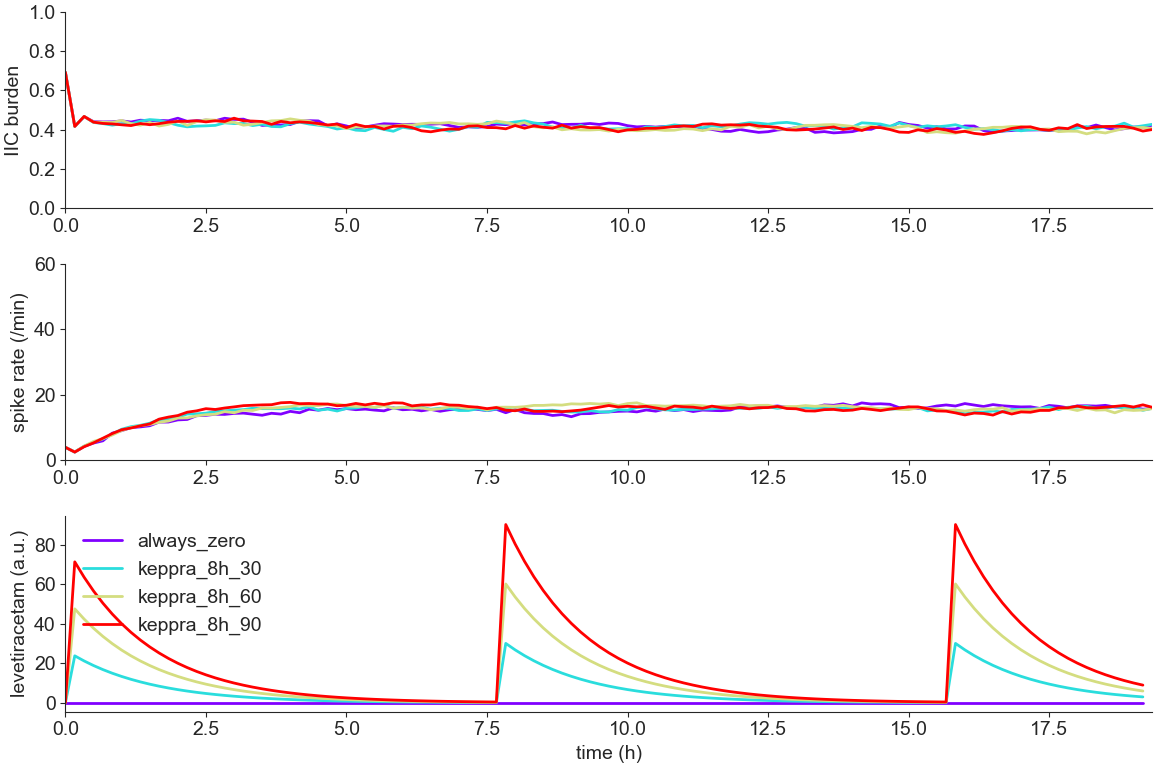 IIC burden
1.0
0.8
0.6
0.4
0.2
0.0
0.0 2.5 5.0 7.5 10.0 12.5 15.0 17.5
spike rate (/min)
60
40
20
0
0.0 2.5 5.0 7.5 10.0 12.5 15.0 17.5
levetiracetam (a.u.)
80
60
40
20
0
always_zero
keppra_8h_30
keppra_8h_60
keppra_8h_90
0.0 2.5 5.0 7.5 10.0 12.5 15.0 17.5
time (h)